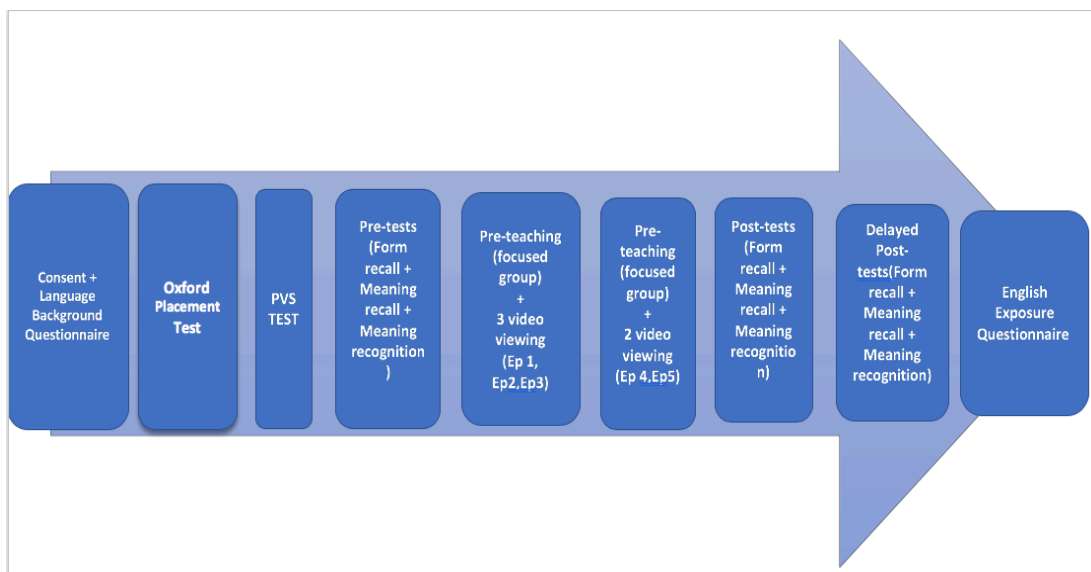 Consent +
Language
Background
Questionnaire
Oxford
Placement
Test
PVS
TEST
Pre-tests
(Form
recall +
Meaning
recall +
Meaning
recognition
)
Pre-teaching
(focused
group)
+
3 video
viewing
(Ep 1,
Ep2,Ep3)
Pre-
teaching
(focused
group)
+
2 video
viewing
(Ep 4,Ep5)
Post-tests
(Form
recall +
Meaning
recall +
Meaning
recognitio
n)
Delayed
Post-
tests(Form
recall +
Meaning
recall +
Meaning
recognition)
English
Exposure
Questionnaire